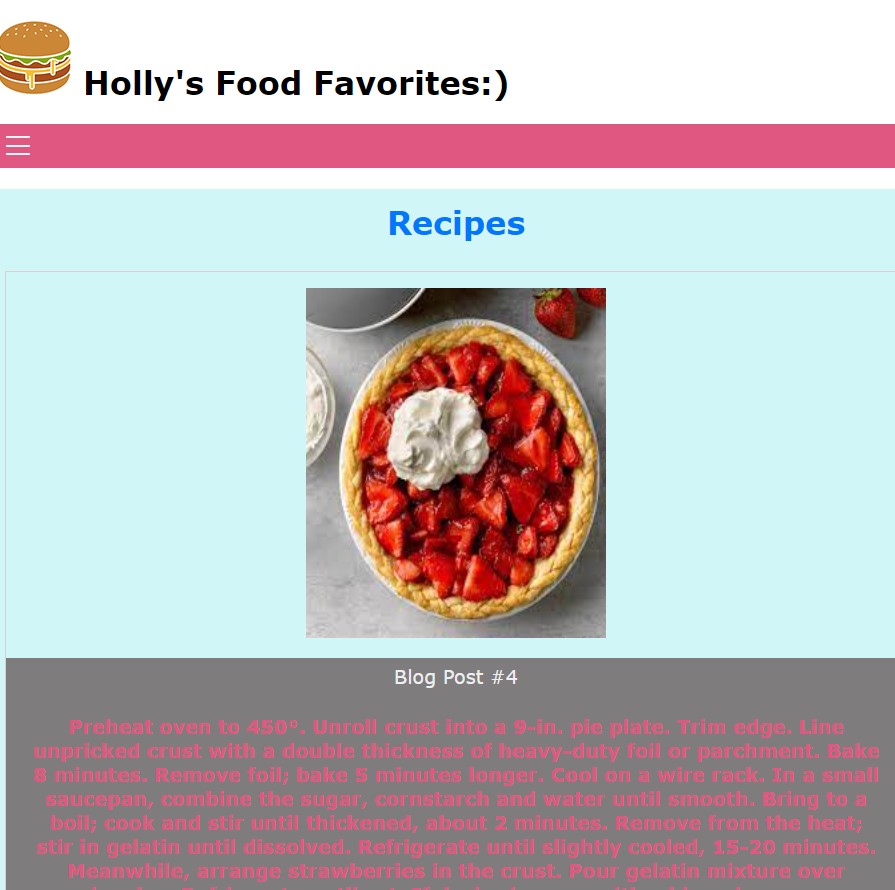 Holly's Food Favorites:)
Recipes
Blog Post #4
Preheat oven to 450°. Unroll crust into a 9-in. pie plate. Trim edge. Line
unpricked crust with a double thickness of heavy-duty foil or parchment. Bake
8 minutes. Remove foil; bake 5 minutes longer. Cool on a wire rack. In a small
saucepan, combine the sugar, cornstarch and water until smooth. Bring to a
boil; cook and stir until thickened, about 2 minutes. Remove from the heat;
stir in gelatin until dissolved. Refrigerate until slightly cooled, 15-20 minutes.
Meanwhile, arrange strawberries in the crust. Pour gelatin mixture over